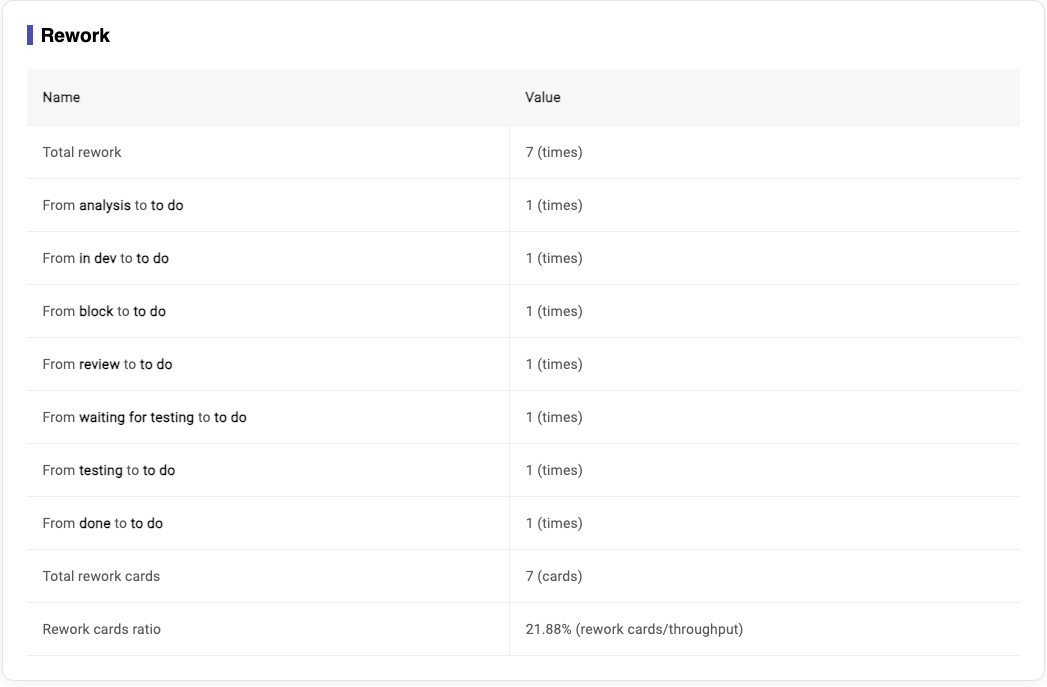 Rework
Name Value
Total rework 7 (times)
From analysis to to do 1 (times)
From in dev to to do 1 (times)
From block to to do 1 (times)
From review to to do 1 (times)
From waiting for testing to to do 1 (times)
From testing to to do 1 (times)
From done to to do 1 (times)
Total rework cards 7 (cards)
Rework cards ratio 21.88% (rework cards/throughput)